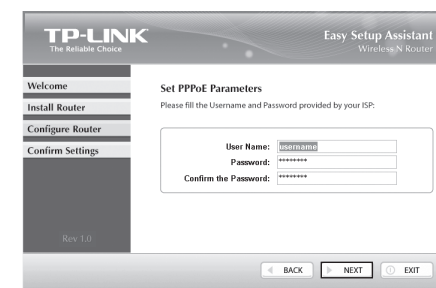 TP-LINK
The Reliable Choice
Easy Setup Assistant
Wireless N Router
Welcome
Install Router
Configure Router
Confirm Settings
Rev 1.0
Set PPPoE Parameters
Please fill the Username and Password provided by your ISP:
User Name: username
Password: ********
Confirm the Password: ********
BACK NEXT EXIT